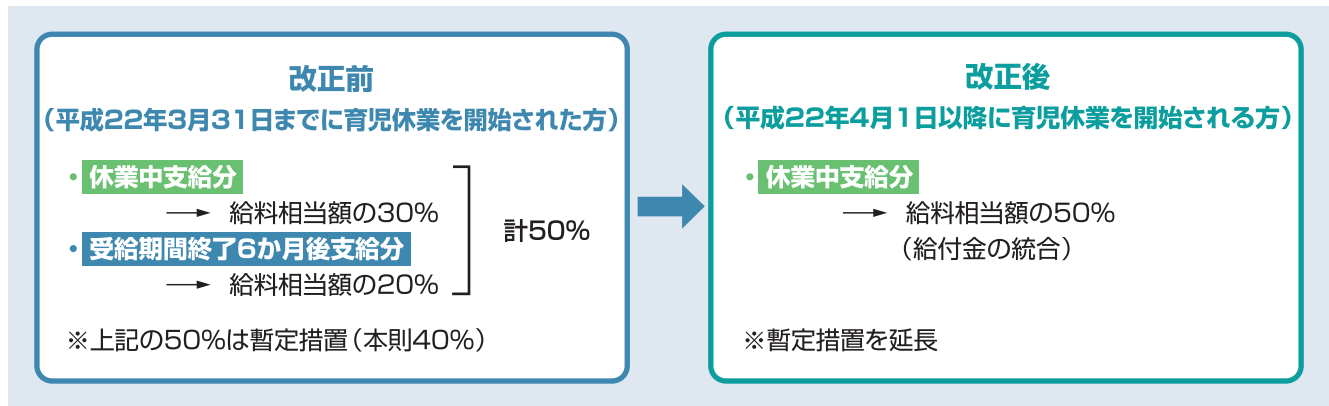 改正前
（平成22年3月31日までに育児休業を開始された方）
・休業中支給分
→ 給料相当額の30%
・受給期間終了6か月後支給分
→ 給料相当額の20%
計50%
※上記の50%は暫定措置（本則40%）
改正後
（平成22年4月1日以降に育児休業を開始される方）
・休業中支給分
→ 給料相当額の50%
（給付金の統合）
※暫定措置を延長